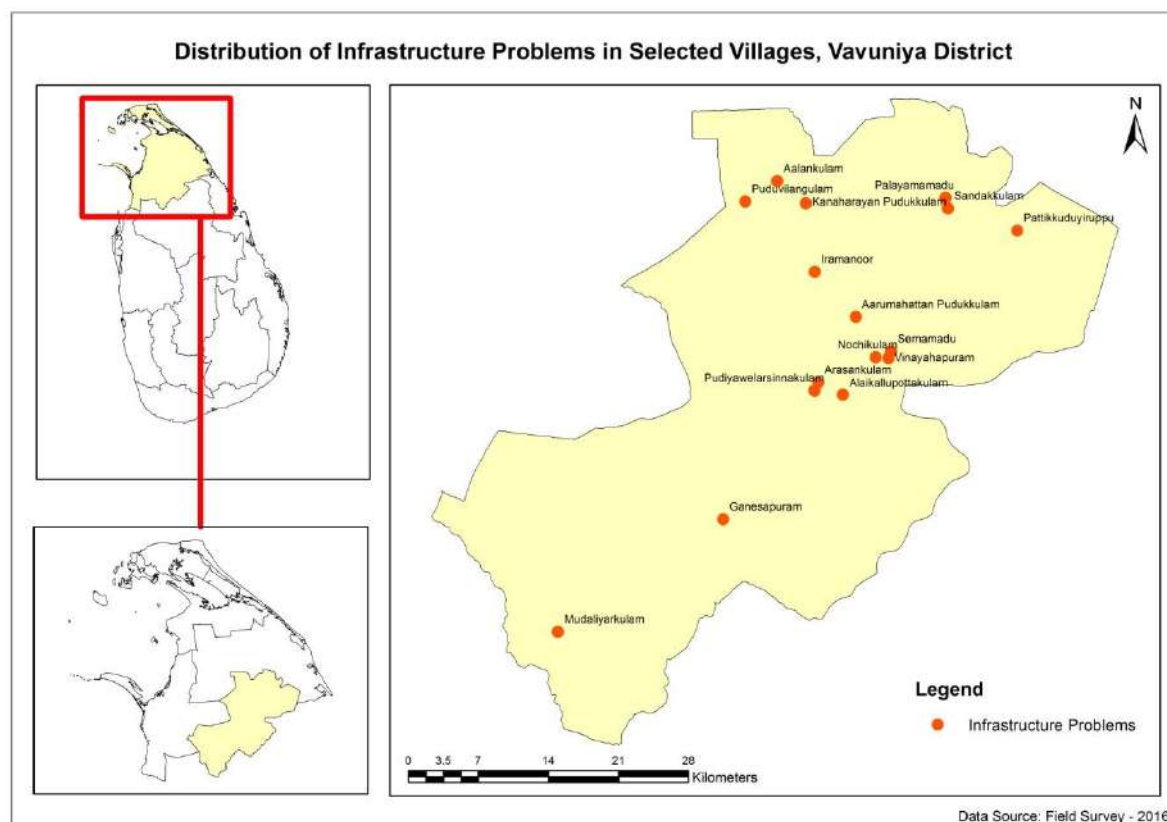 Distribution of Infrastructure Problems in Selected Villages, Vavuniya District
N
Aalankulam
Puduvilangulam
Palayamamadu
Kanaharayan Pudukkulam
Sandakkulam
Pattikkuduyiruppu
Iramanoor
Aarumahattan Pudukkulam
Semamadu
Nochikulam
Vinayahapuram
Arasankulam
Pudiyawelarsinnakulam
Alaikallupottakulam
Ganesapuram
Mudaliyarkulam
Legend
Infrastructure Problems
0 3.5 7 14 21 28
Kilometers
Data Source: Field Survey - 2016